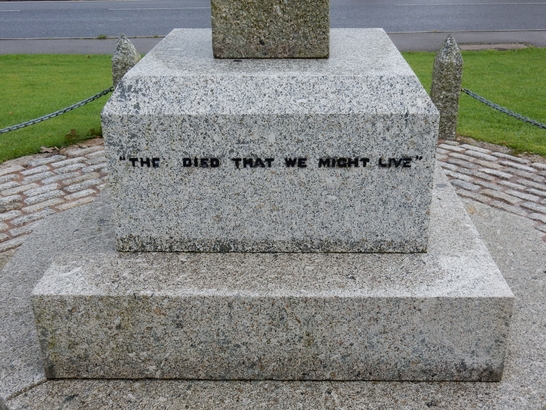 "THE DIED THAT WE MIGHT LIVE"